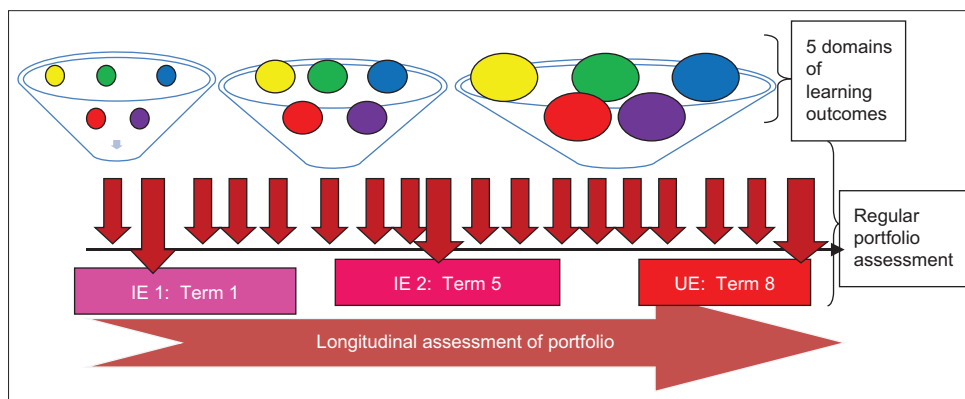 5 domains
of
learning
outcomes
Regular
portfolio
assessment
IE 1: Term 1
IE 2: Term 5
UE: Term 8
Longitudinal assessment of portfolio